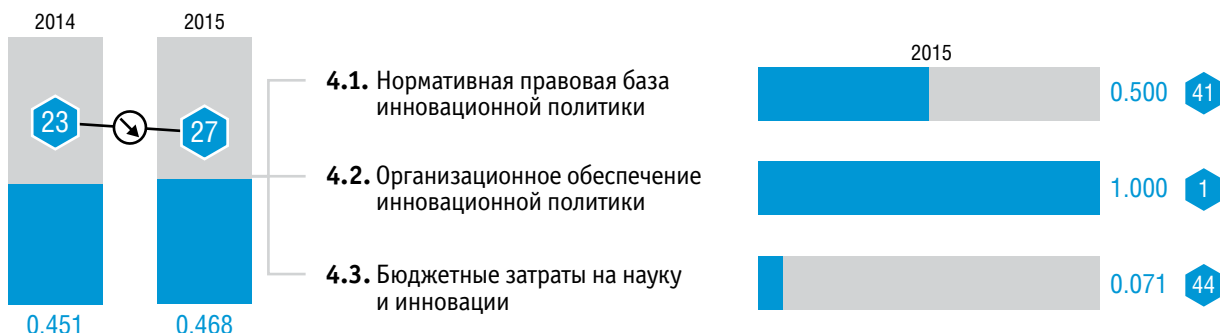 2014 2015
23 27
0.451 0.468
4.1. Нормативная правовая база
инновационной политики
4.2. Организационное обеспечение
инновационной политики
4.3. Бюджетные затраты на науку
и инновации
2015
0.500 41
1.000 1
0.071 44